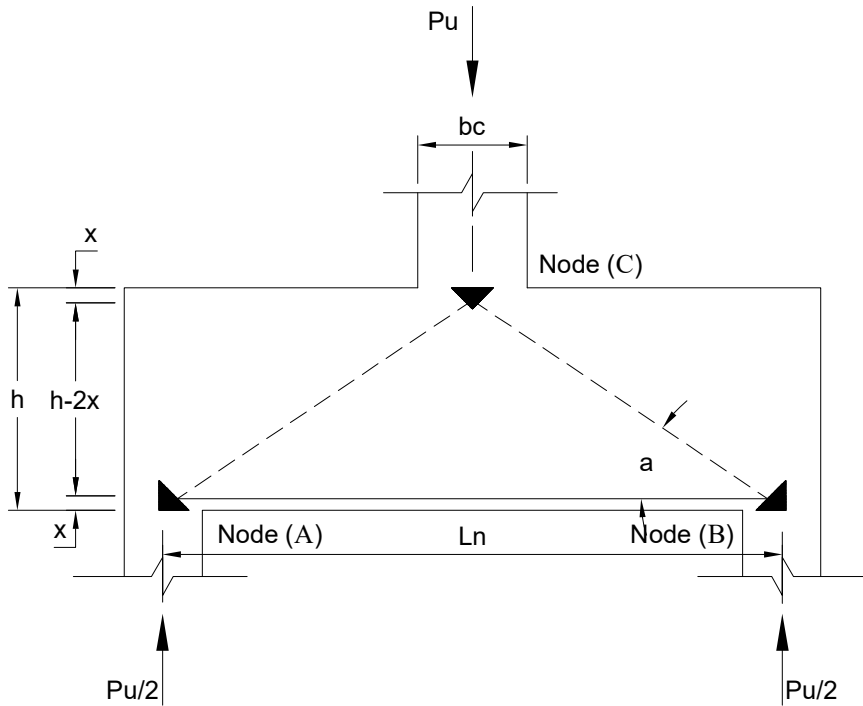 Pu
bc
x
Node (C)
h
h-2x
a
x
Node (A)
Ln
Node (B)
Pu/2
Pu/2